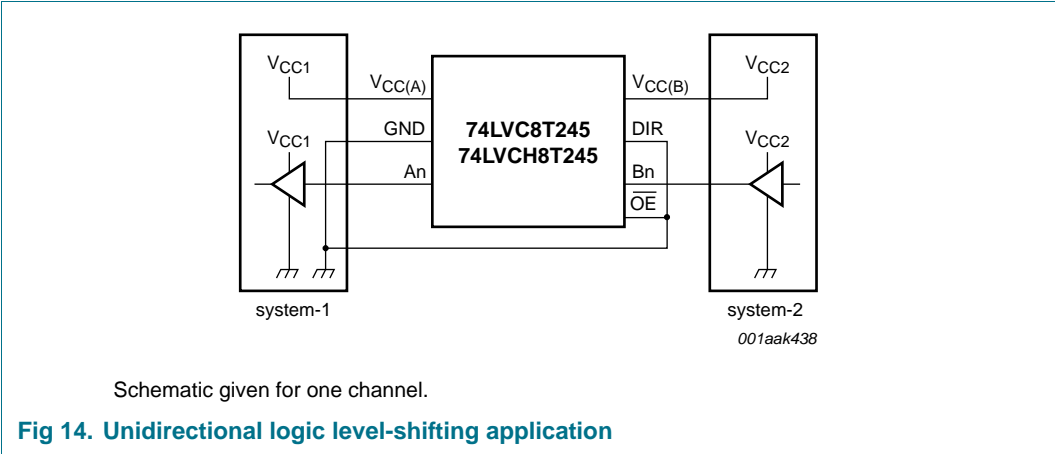 VCC1
VCC2
VCC(A)
VCC(B)
GND
74LVC8T245
DIR
VCC1
74LVCH8T245
VCC2
An
Bn
OE
system-1
system-2
001aak438
Schematic given for one channel.
Fig 14. Unidirectional logic level-shifting application